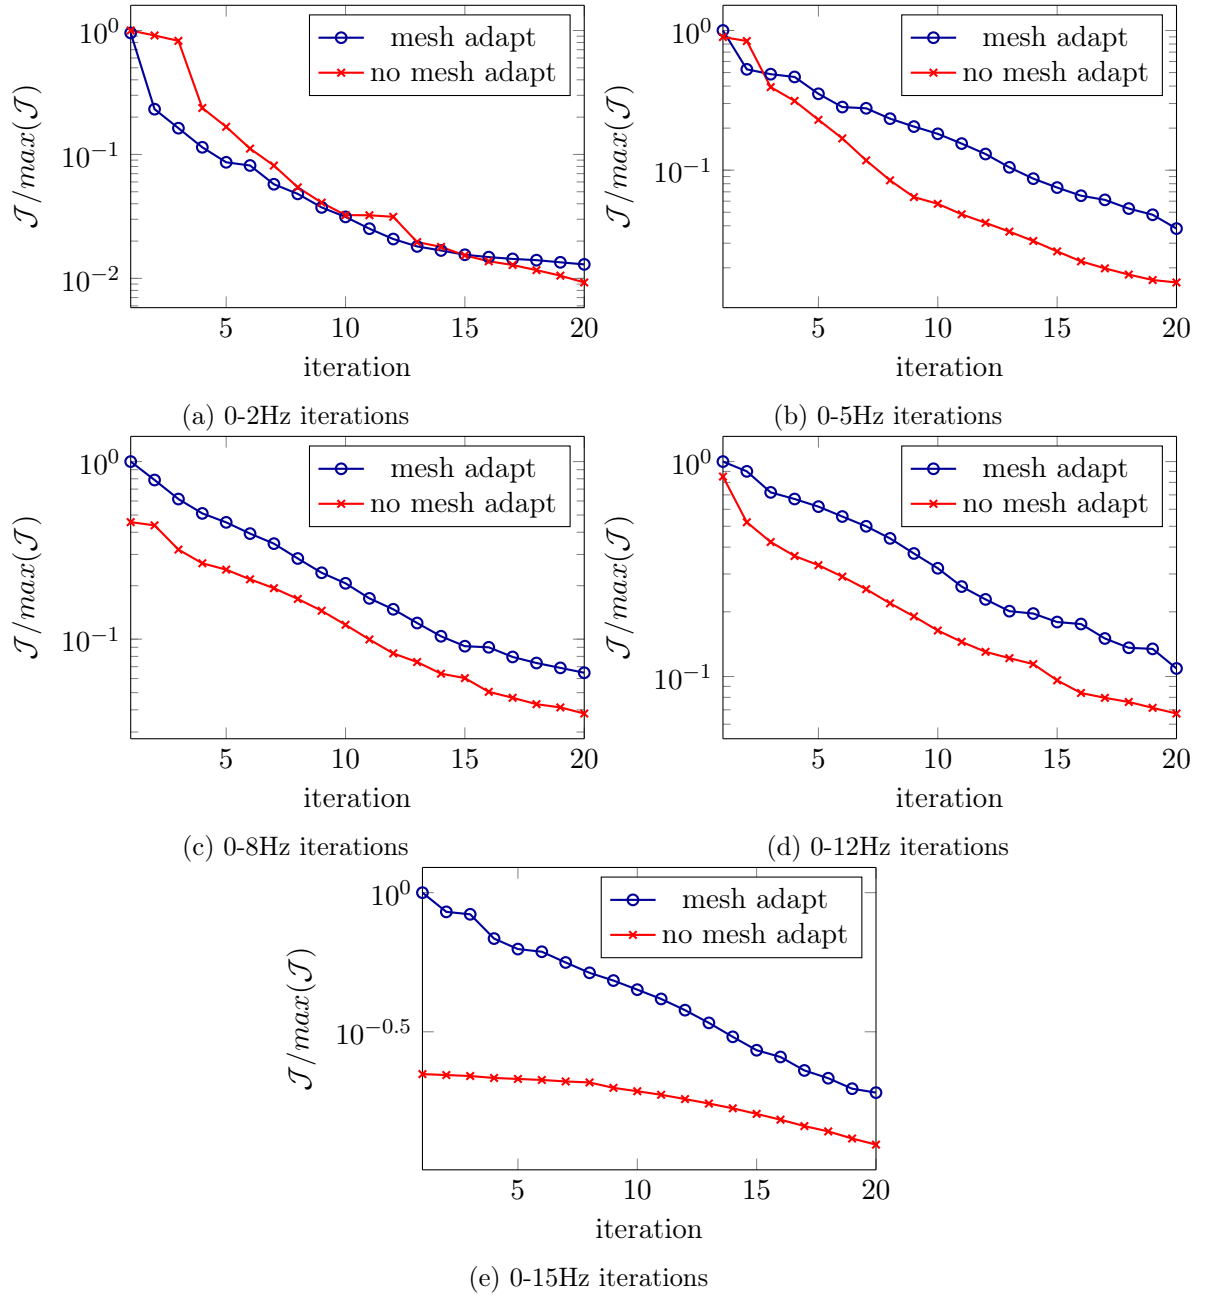 10^0
10^−1
10^−2
𝒥/max(𝒥)
mesh adapt
no mesh adapt
5
10
15
20
iteration
(a) 0-2Hz iterations
10^0
10^−1
𝒥/max(𝒥)
mesh adapt
no mesh adapt
5
10
15
20
iteration
(b) 0-5Hz iterations
10^0
10^−1
𝒥/max(𝒥)
mesh adapt
no mesh adapt
5
10
15
20
iteration
(c) 0-8Hz iterations
10^0
10^−1
𝒥/max(𝒥)
mesh adapt
no mesh adapt
5
10
15
20
iteration
(d) 0-12Hz iterations
10^0
10^−0.5
𝒥/max(𝒥)
mesh adapt
no mesh adapt
5
10
15
20
iteration
(e) 0-15Hz iterations